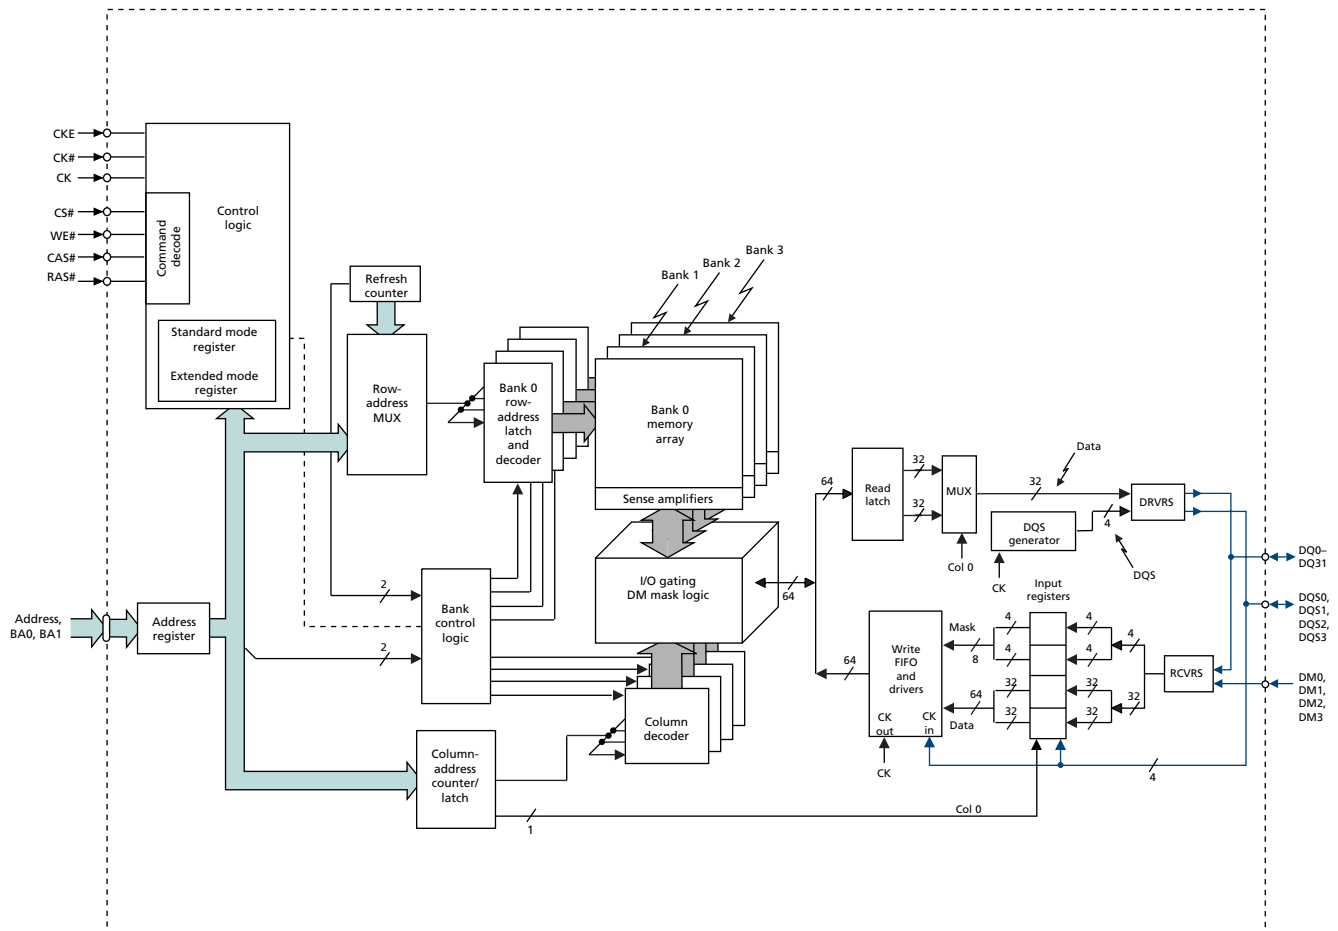 CKE
CK#
CK
CS#
WE#
CAS#
RAS#
Command
decode
Control
logic
Standard mode
register
Extended mode
register
Refresh
counter
Row-
address
MUX
Bank 0
row-
address
latch
and
decoder
Bank 1
Bank 2
Bank 3
Bank 0
memory
array
Sense amplifiers
I/O gating
DM mask logic
64
64
Read
latch
32
32
MUX
Col 0
32
Data
DQS
generator
CK
4
DQS
DRVRS
DQ0–
DQ31
DQS0,
DQS1,
DQS2,
DQS3
DM0,
DM1,
DM2,
DM3
Input
registers
64
Write
FIFO
and
drivers
CK
out
CK
in
CK
Mask
8
64
Data
4
4
32
32
4
4
32
32
4
32
RCVRS
4
Address,
BA0, BA1
Address
register
2
2
Bank
control
logic
Column
decoder
Column-
address
counter/
latch
1
Col 0